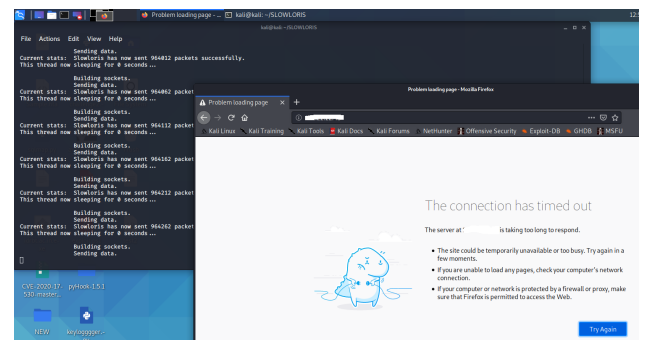 Problem loading page - ...
kali@kali: ~/SLOWLORIS
12:
kali@kali:~/SLOWLORIS
File Actions Edit View Help
Sending data.
Current stats: Slowloris has now sent 964012 packets successfully.
This thread now sleeping for 0 seconds...
Building sockets.
Sending data.
Current stats: Slowloris has now sent 964062 packet
This thread now sleeping for 0 seconds...
Building sockets.
Sending data.
Current stats: Slowloris has now sent 964112 packet
This thread now sleeping for 0 seconds...
Building sockets.
Sending data.
Current stats: Slowloris has now sent 964162 packet
This thread now sleeping for 0 seconds...
Building sockets.
Sending data.
Current stats: Slowloris has now sent 964212 packet
This thread now sleeping for 0 seconds...
Building sockets.
Sending data.
Current stats: Slowloris has now sent 964262 packet
This thread now sleeping for 0 seconds...
Building sockets.
Sending data.
CVE-2020-17-
530-master...
pyHook-1.5.1
NEW
keylogggger.-
Problem loading page - Mozilla Firefox
Problem loading page
Kali Linux Kali Training Kali Tools Kali Docs Kali Forums NetHunter Offensive Security Exploit-DB GHDB MSFU
The connection has timed out
The server at is taking too long to respond.
• The site could be temporarily unavailable or too busy. Try again in a
few moments.
• If you are unable to load any pages, check your computer's network
connection.
• If your computer or network is protected by a firewall or proxy, make
sure that Firefox is permitted to access the Web.
Try Again